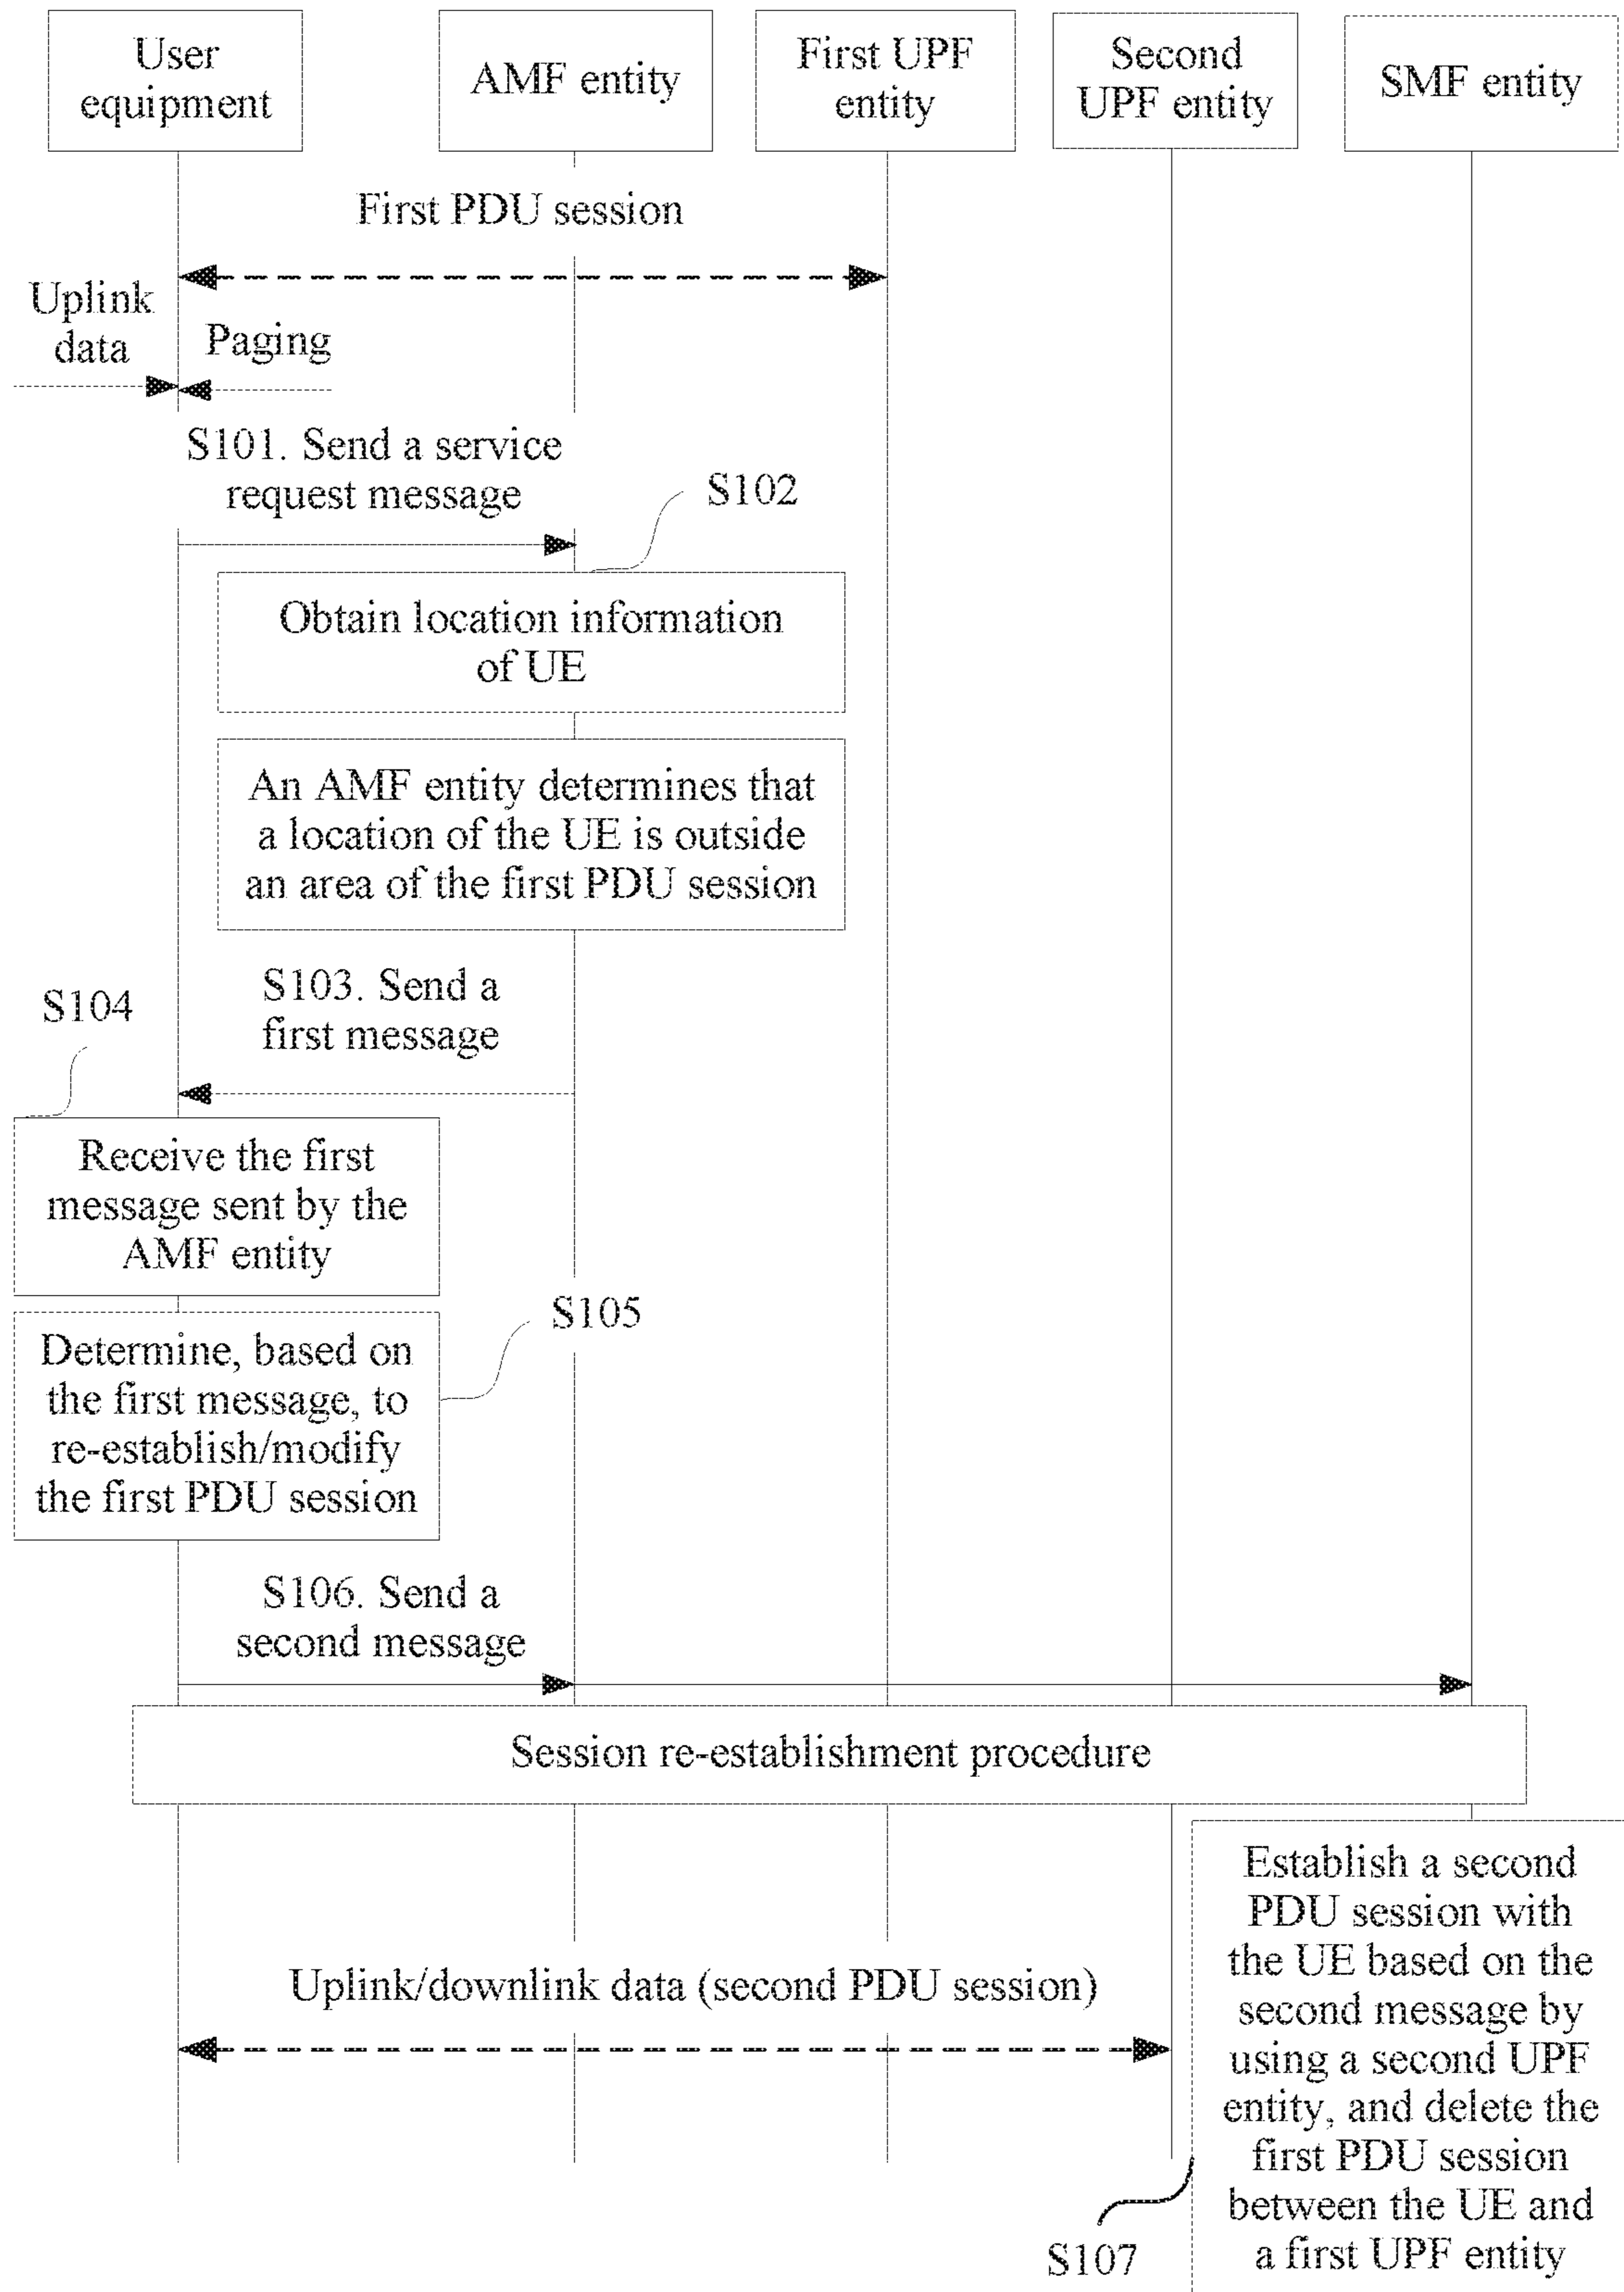 User
equipment
AMF entity
First UPF
entity
Second
UPF entity
SMF entity
First PDU session
Uplink
data
Paging
S101. Send a service
request message
S102
Obtain location information
of UE
An AMF entity determines that
a location of the UE is outside
an area of the first PDU session
S103. Send a
first message
S104
Receive the first
message sent by the
AMF entity
S105
Determine, based on
the first message, to
re-establish/modify
the first PDU session
S106. Send a
second message
Session re-establishment procedure
Establish a second
PDU session with
the UE based on the
second message by
using a second UPF
entity, and delete the
first PDU session
between the UE and
a first UPF entity
Uplink/downlink data (second PDU session)
S107